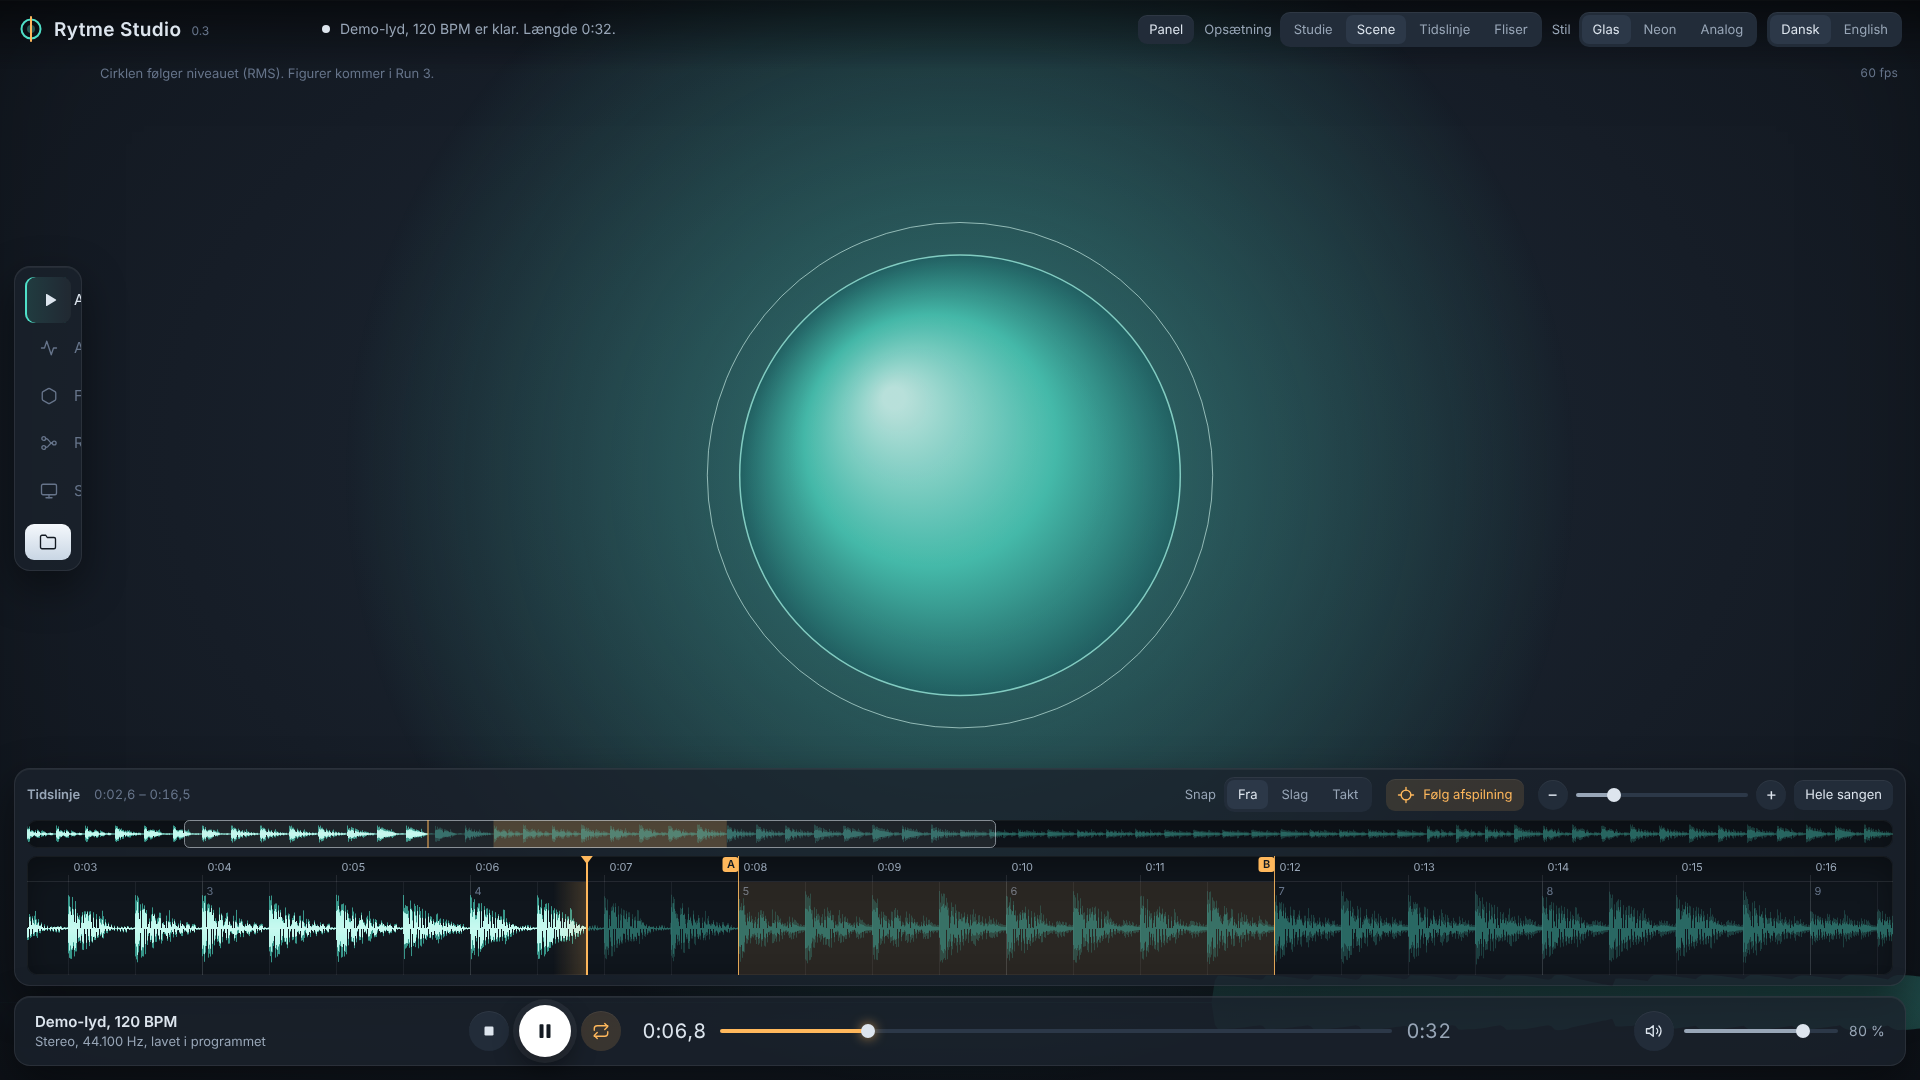 Rytme Studio 0.3
Demo-lyd, 120 BPM er klar. Længde 0:32.
Panel Opsætning Studie Scene Tidslinje Fliser Stil Glas Neon Analog Dansk English
Cirklen følger niveauet (RMS). Figurer kommer i Run 3.
60 fps
A
A
F
R
S
Tidslinje 0:02,6 – 0:16,5
Snap Fra Slag Takt Følg afspilning − + Hele sangen
0:03 0:04 0:05 0:06 0:07 A 0:08 0:09 0:10 0:11 B 0:12 0:13 0:14 0:15 0:16
3 4 5 6 7 8 9
Demo-lyd, 120 BPM
Stereo, 44.100 Hz, lavet i programmet
0:06,8 0:32 80 %